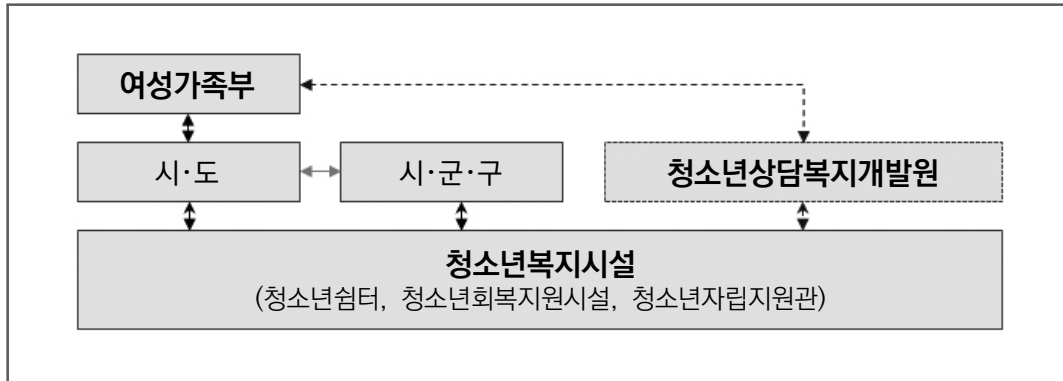 여성가족부
시·도
시·군·구
청소년상담복지개발원
청소년복지시설
(청소년쉼터, 청소년회복지원시설, 청소년자립지원관)